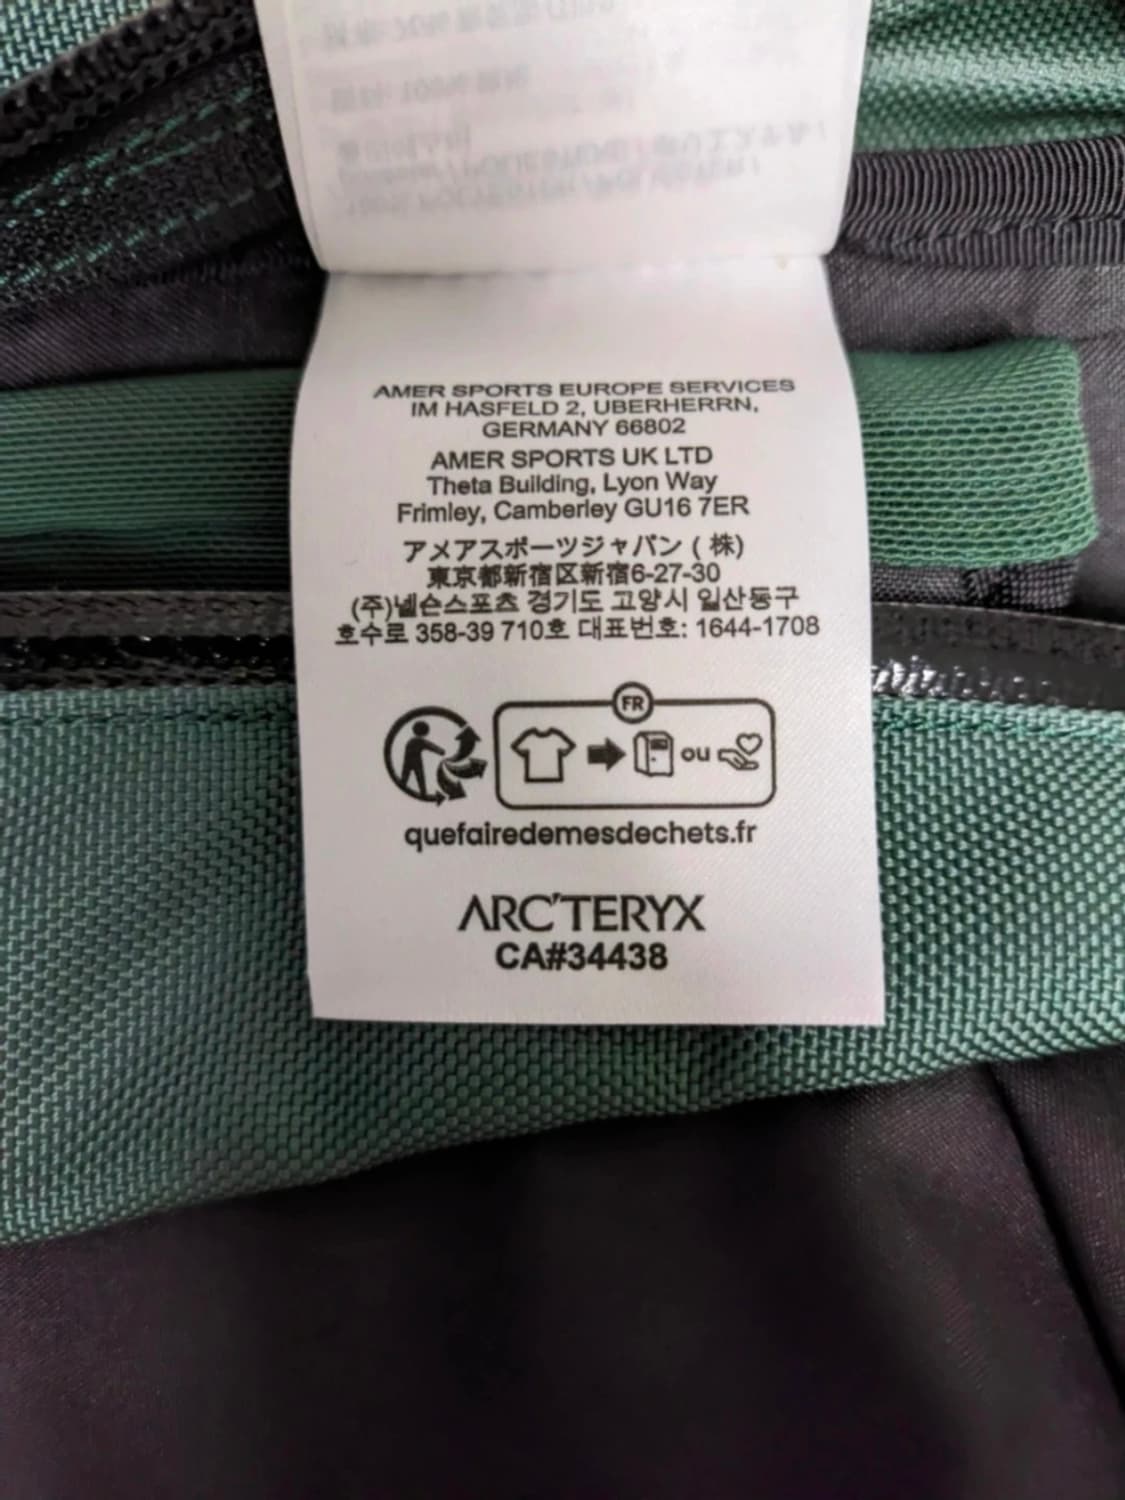 AMER SPORTS EUROPE SERVICES
IM HASFELD 2, UBERHERRN,
GERMANY 66802
AMER SPORTS UK LTD
Theta Building, Lyon Way
Frimley, Camberley GU16 7ER
アメアスポーツジャパン ( 株)
東京都新宿区新宿6-27-30
(주)넬슨스포츠 경기도 고양시 일산동구
호수로 358-39 710호 대표번호: 1644-1708
FR
ou
quefairedemesdechets.fr
ARC'TERYX
CA#34438